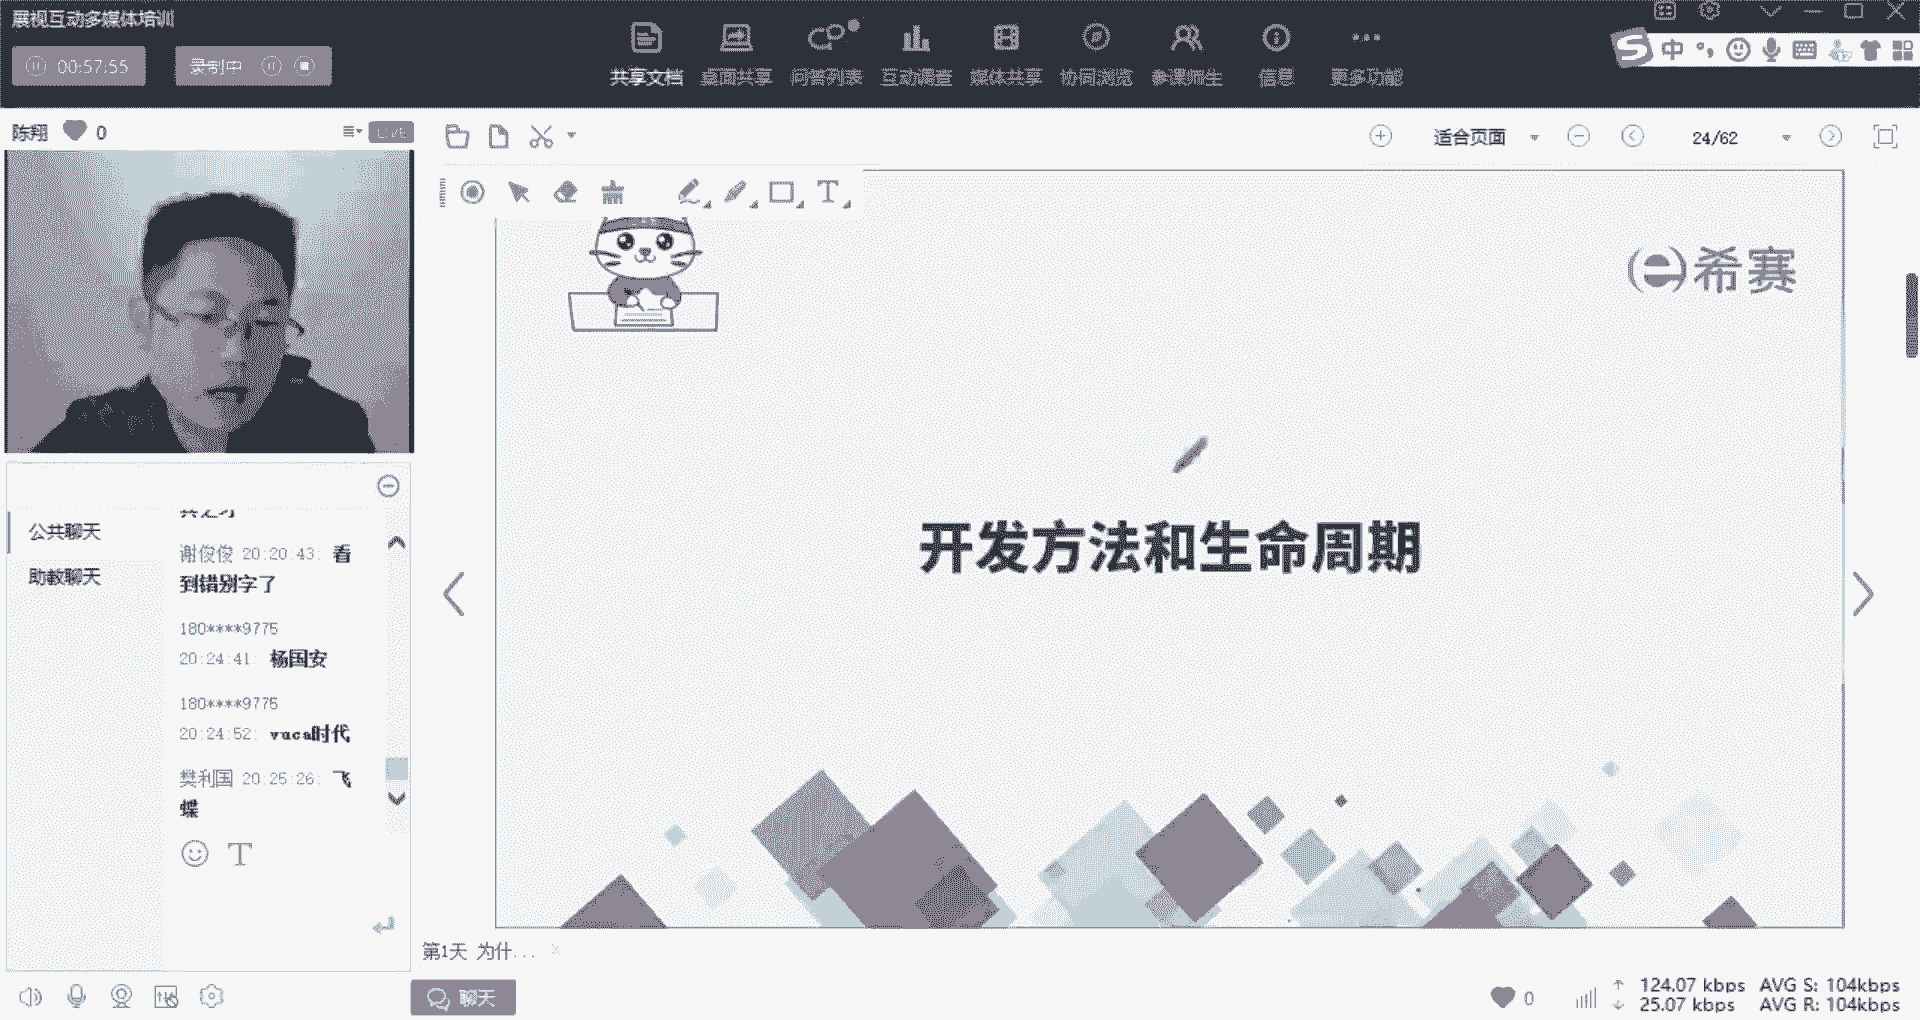 展视互动多媒体培训
00:57:55
录制中
共享文档 桌面共享 问答列表 互动调查 媒体共享 协同浏览 参课师生 信息 更多功能
中
陈翔 0
LIVE
适合页面
24/62
希赛
开发方法和生命周期
公共聊天
助教聊天
谢俊俊 20:20:43: 看
到错别字了
180****9775
20:24:41: 杨国安
180****9775
20:24:52: vuca时代
樊利国 20:25:26: 飞
蝶
第1天 为什...
聊天
0
124.07 kbps AVG S: 104kbps
25.07 kbps AVG R: 104kbps